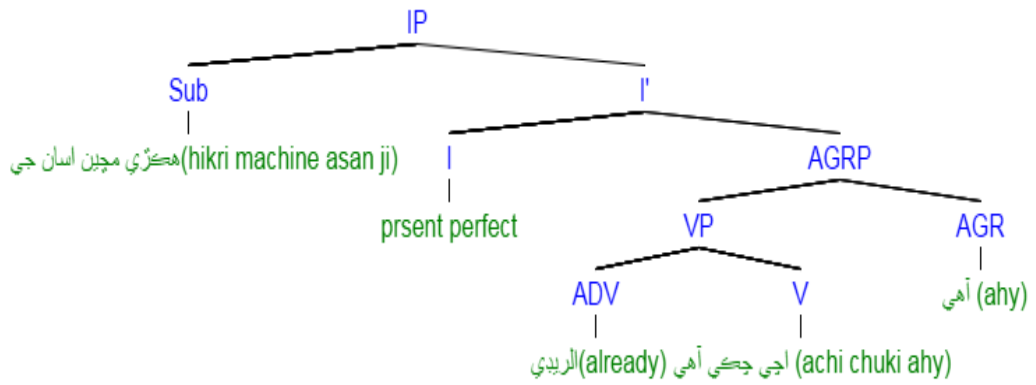 IP
Sub I'
هڪڙي مچين اسان جي(hikri machine asan ji) I AGRP
prsent perfect VP AGR
ADV V آهي (ahy)
الريڊي(already) اچي چڪي آهي (achi chuki ahy)